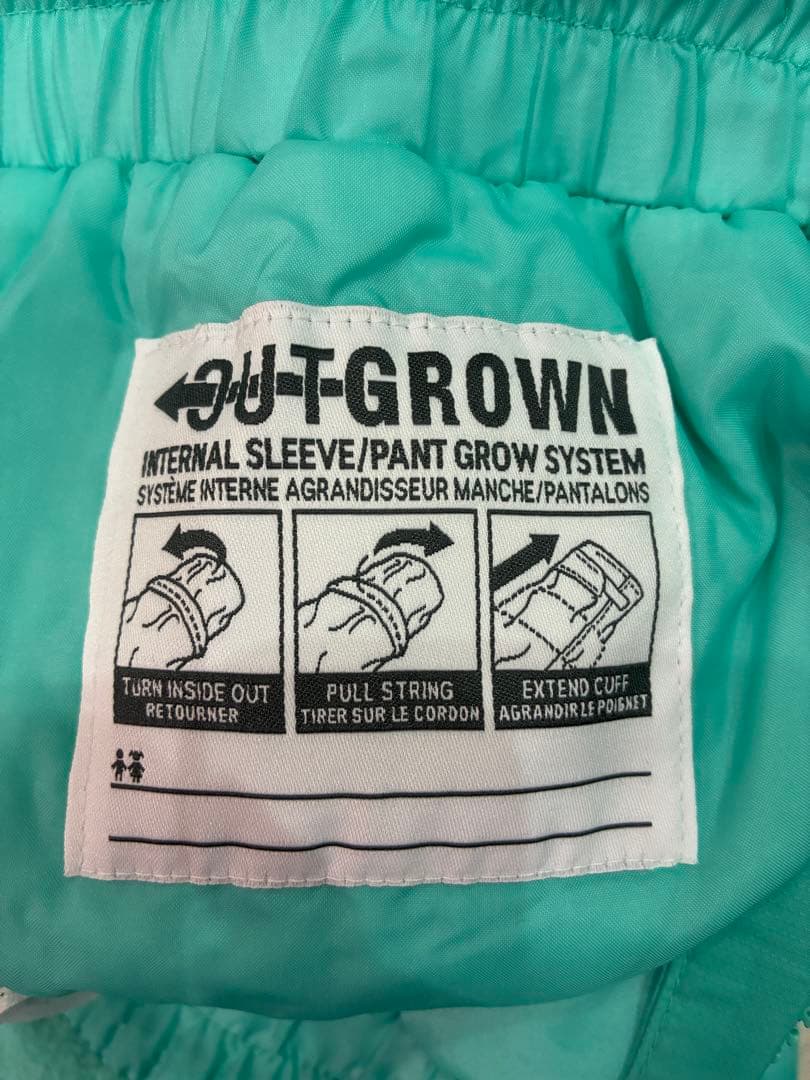 OUTGROWN
INTERNAL SLEEVE/PANT GROW SYSTEM
SYSTÈME INTERNE AGRANDISSEUR MANCHE/PANTALONS
TURN INSIDE OUT
RETOURNER
PULL STRING
TIRER SUR LE CORDON
EXTEND CUFF
AGRANDIR LE POIGNET